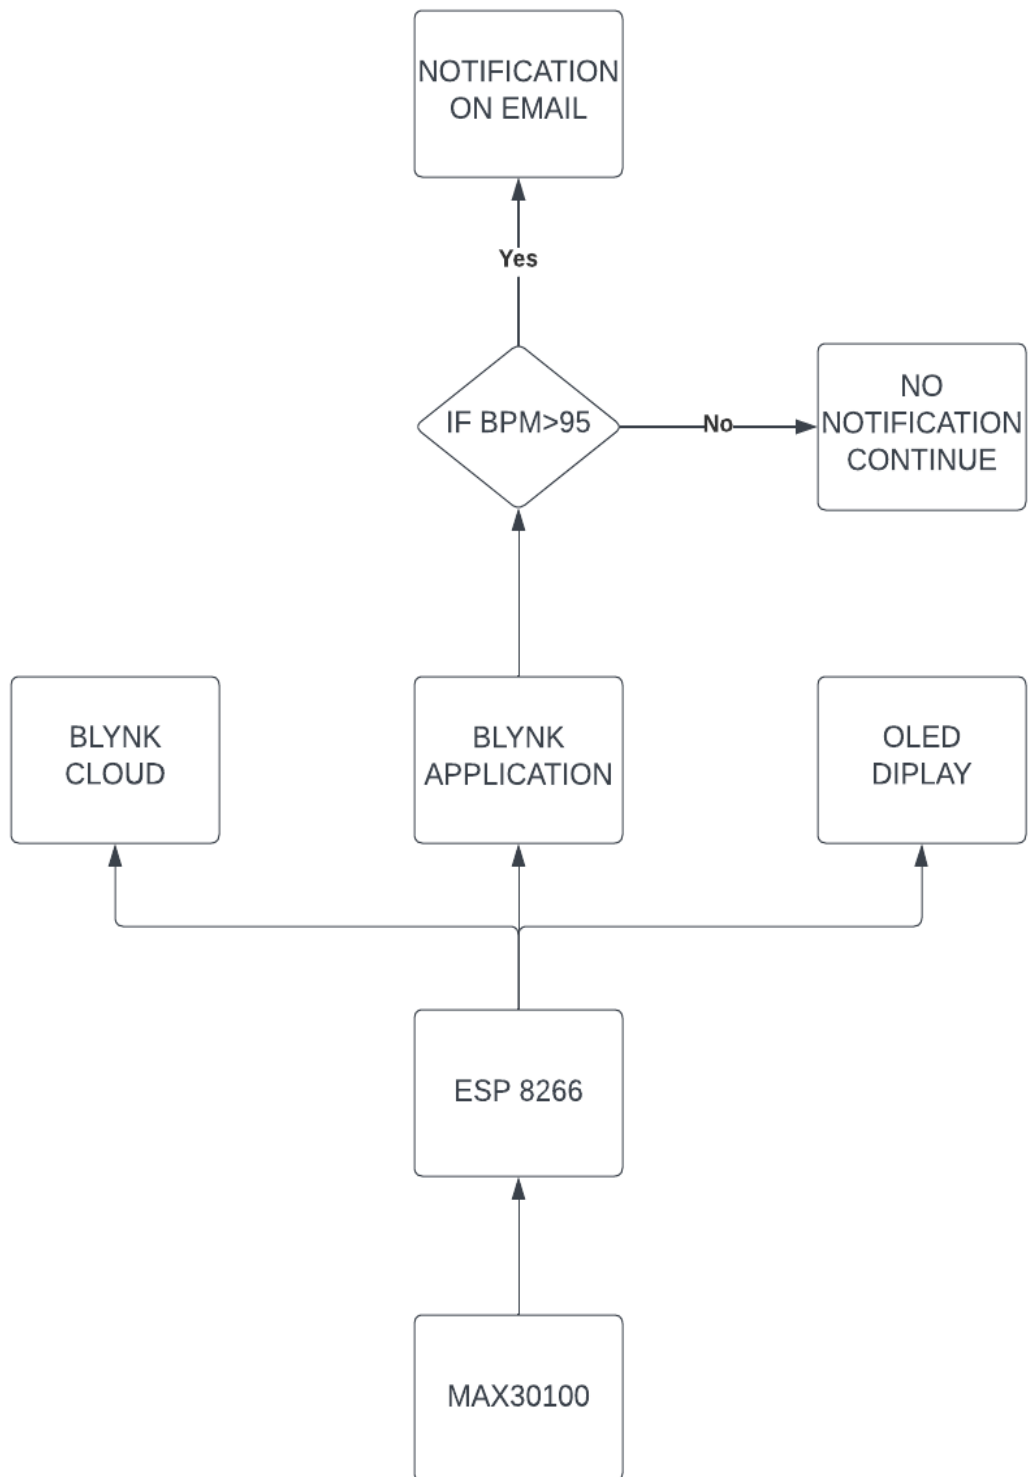 NOTIFICATION
ON EMAIL
Yes
IF BPM>95
No
NO
NOTIFICATION
CONTINUE
BLYNK
CLOUD
BLYNK
APPLICATION
OLED
DIPLAY
ESP 8266
MAX30100